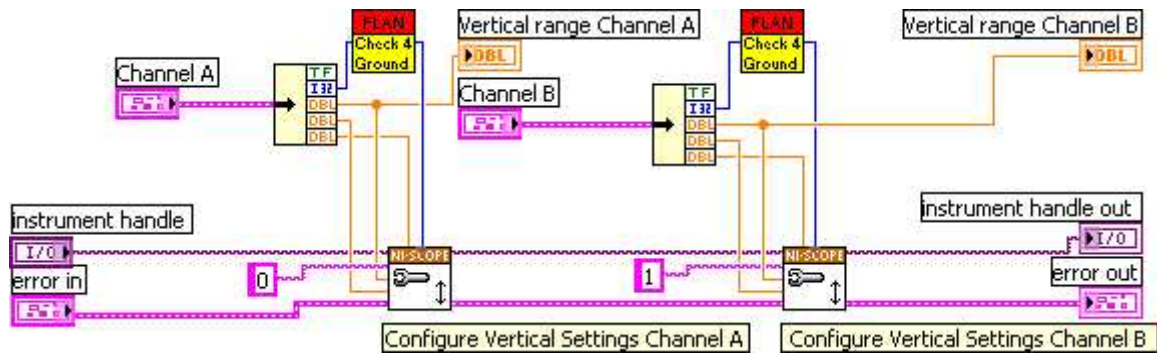 FLAN
Check 4
Ground
Vertical range Channel A
DBL
FLAN
Check 4
Ground
Vertical range Channel B
DBL
Channel A
TF
I32
DBL
DBL
DBL
Channel B
TF
I32
DBL
DBL
DBL
instrument handle
I/O
instrument handle out
I/O
NI-SCOPE
NI-SCOPE
error in
0
1
error out
Configure Vertical Settings Channel A
Configure Vertical Settings Channel B